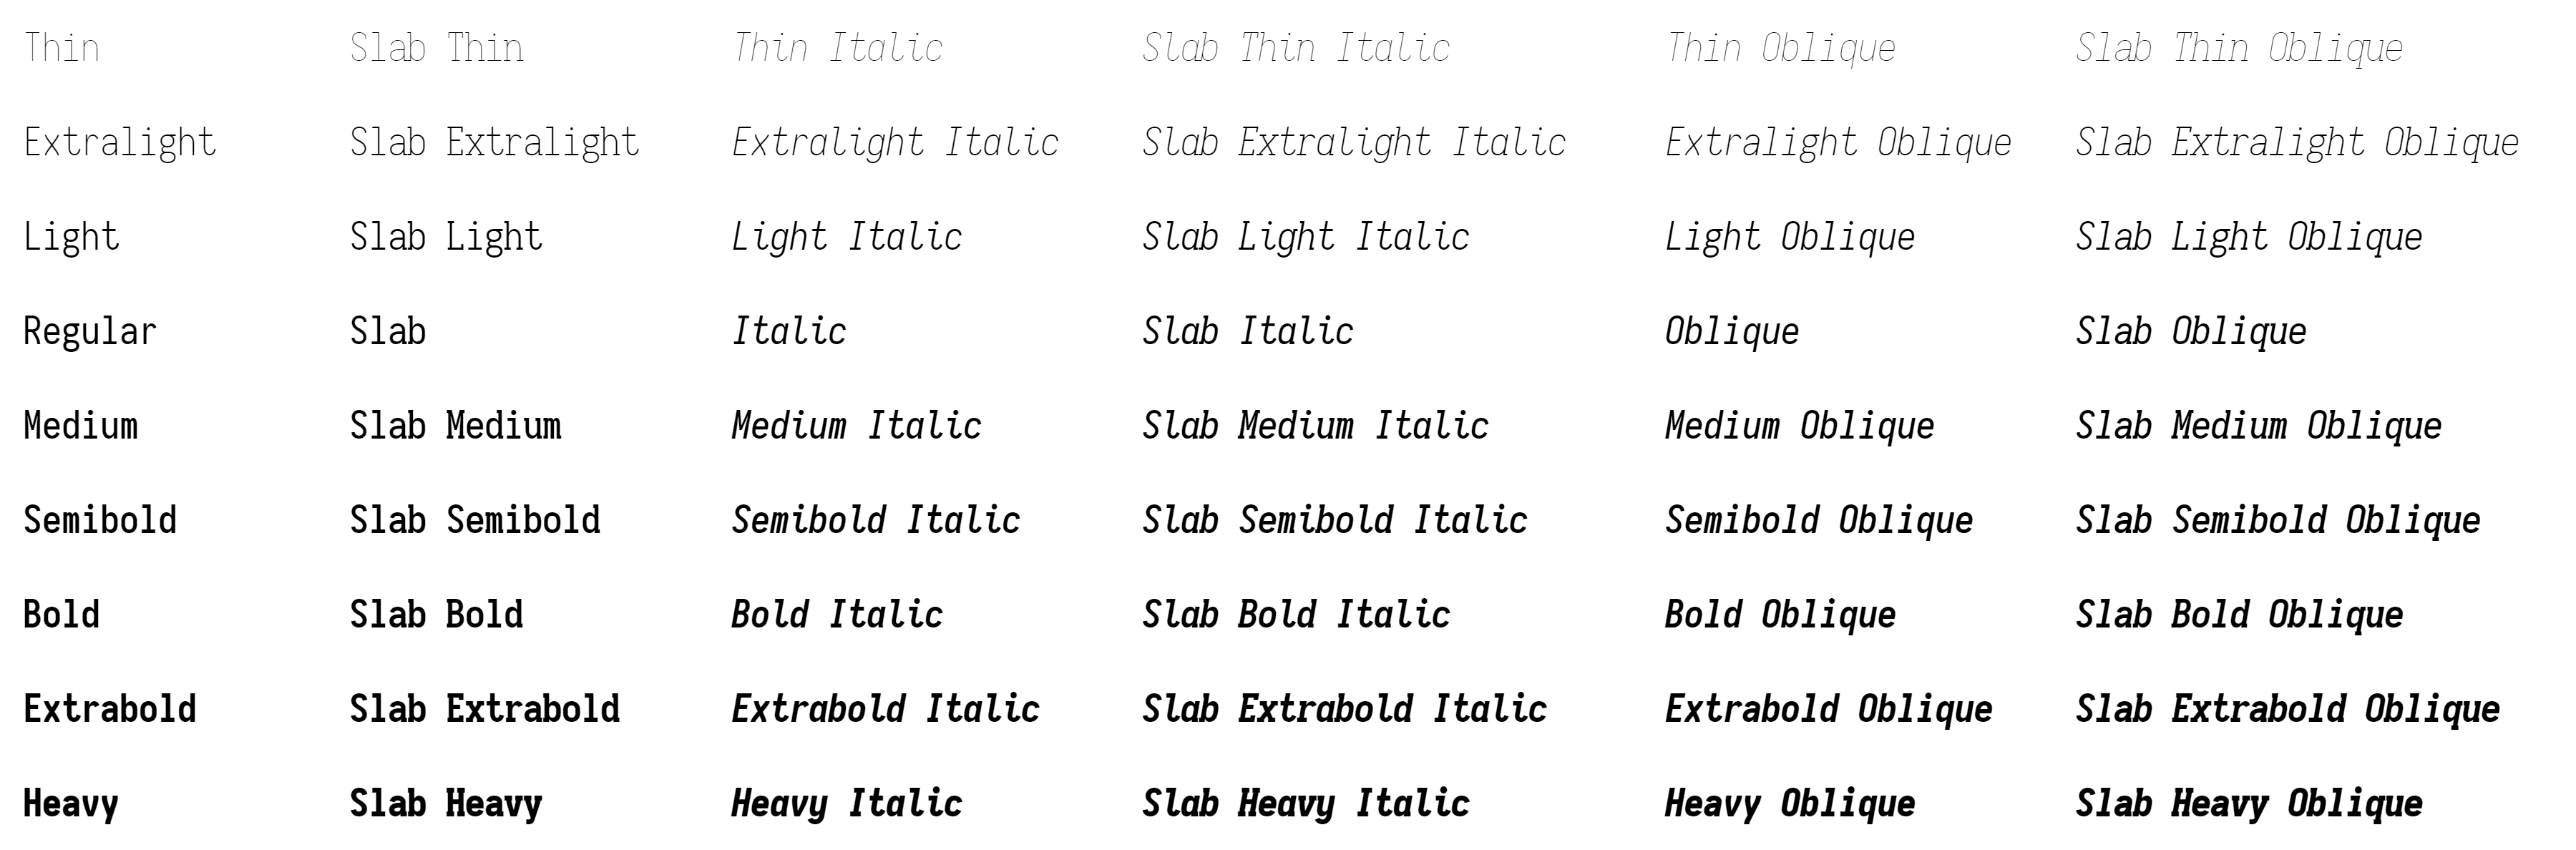 Thin Slab Thin Thin Italic Slab Thin Italic Thin Oblique Slab Thin Oblique
Extralight Slab Extralight Extralight Italic Slab Extralight Italic Extralight Oblique Slab Extralight Oblique
Light Slab Light Light Italic Slab Light Italic Light Oblique Slab Light Oblique
Regular Slab Italic Slab Italic Oblique Slab Oblique
Medium Slab Medium Medium Italic Slab Medium Italic Medium Oblique Slab Medium Oblique
Semibold Slab Semibold Semibold Italic Slab Semibold Italic Semibold Oblique Slab Semibold Oblique
Bold Slab Bold Bold Italic Slab Bold Italic Bold Oblique Slab Bold Oblique
Extrabold Slab Extrabold Extrabold Italic Slab Extrabold Italic Extrabold Oblique Slab Extrabold Oblique
Heavy Slab Heavy Heavy Italic Slab Heavy Italic Heavy Oblique Slab Heavy Oblique